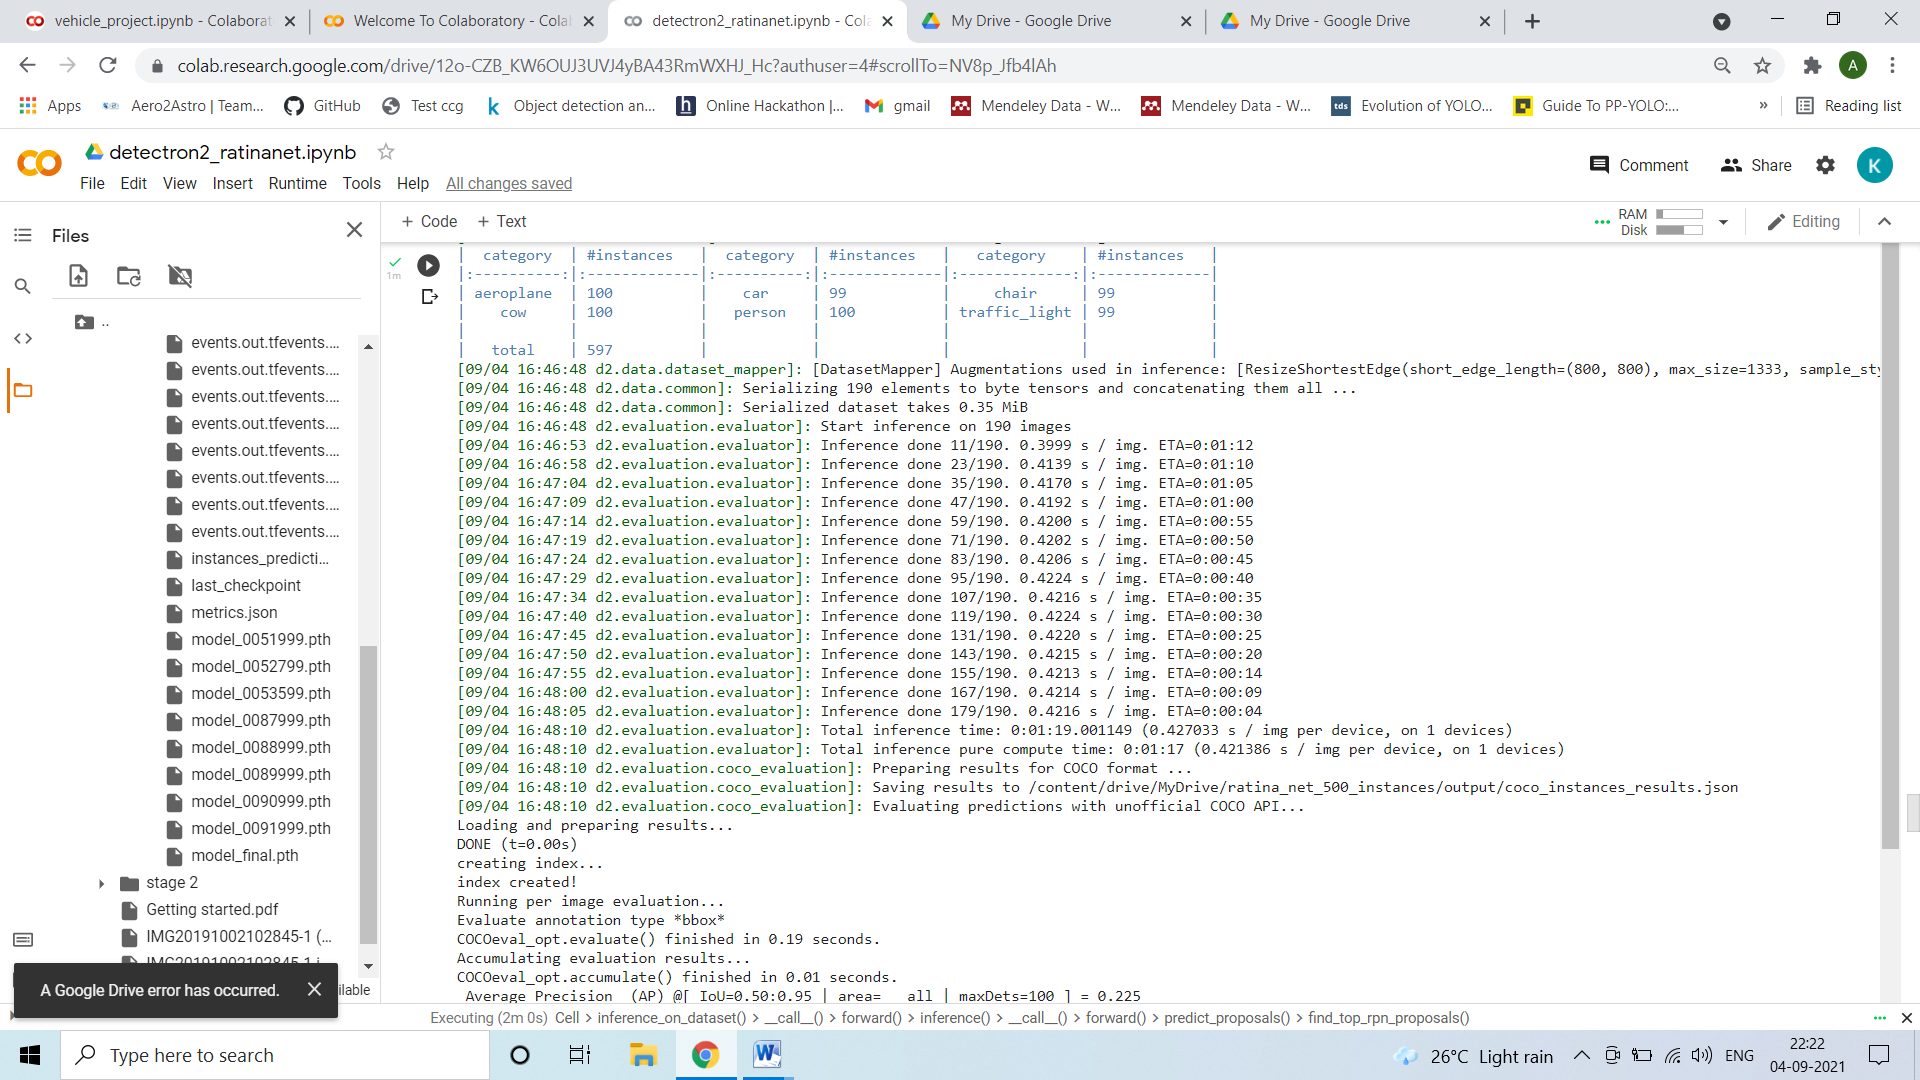 vehicle_project.ipynb - Colaborat
Welcome To Colaboratory - Cola
detectron2_ratinanet.ipynb - Cola
My Drive - Google Drive
My Drive - Google Drive
colab.research.google.com/drive/12o-CZB_KW6OUJ3UVJ4yBA43RmWXHJ_Hc?authuser=4#scrollTo=NV8p_Jfb4lAh
A
Apps
Aero2Astro | Team...
GitHub
Test ccg
k Object detection an...
h Online Hackathon |...
gmail
Mendeley Data - W...
Mendeley Data - W...
tds Evolution of YOLO...
Guide To PP-YOLO:...
»
Reading list
detectron2_ratinanet.ipynb
Comment
Share
K
File Edit View Insert Runtime Tools Help All changes saved
Files
+ Code + Text
RAM
Disk
Editing
..
events.out.tfevents....
events.out.tfevents....
events.out.tfevents....
events.out.tfevents....
events.out.tfevents....
events.out.tfevents....
events.out.tfevents....
events.out.tfevents....
instances_predicti...
last_checkpoint
metrics.json
model_0051999.pth
model_0052799.pth
model_0053599.pth
model_0087999.pth
model_0088999.pth
model_0089999.pth
model_0090999.pth
model_0091999.pth
model_final.pth
stage 2
Getting started.pdf
IMG20191002102845-1 (...
IMG20191002102845-1.j...
ilable
A Google Drive error has occurred.
1m
| category | #instances | category | #instances | category | #instances |
|:----------:|:-------------|:----------:|:-------------|:-------------:|:-------------|
| aeroplane | 100 | car | 99 | chair | 99 |
| cow | 100 | person | 100 | traffic_light | 99 |
| | | | | | |
| total | 597 | | | | |
[09/04 16:46:48 d2.data.dataset_mapper]: [DatasetMapper] Augmentations used in inference: [ResizeShortestEdge(short_edge_length=(800, 800), max_size=1333, sample_sty
[09/04 16:46:48 d2.data.common]: Serializing 190 elements to byte tensors and concatenating them all ...
[09/04 16:46:48 d2.data.common]: Serialized dataset takes 0.35 MiB
[09/04 16:46:48 d2.evaluation.evaluator]: Start inference on 190 images
[09/04 16:46:53 d2.evaluation.evaluator]: Inference done 11/190. 0.3999 s / img. ETA=0:01:12
[09/04 16:46:58 d2.evaluation.evaluator]: Inference done 23/190. 0.4139 s / img. ETA=0:01:10
[09/04 16:47:04 d2.evaluation.evaluator]: Inference done 35/190. 0.4170 s / img. ETA=0:01:05
[09/04 16:47:09 d2.evaluation.evaluator]: Inference done 47/190. 0.4192 s / img. ETA=0:01:00
[09/04 16:47:14 d2.evaluation.evaluator]: Inference done 59/190. 0.4200 s / img. ETA=0:00:55
[09/04 16:47:19 d2.evaluation.evaluator]: Inference done 71/190. 0.4202 s / img. ETA=0:00:50
[09/04 16:47:24 d2.evaluation.evaluator]: Inference done 83/190. 0.4206 s / img. ETA=0:00:45
[09/04 16:47:29 d2.evaluation.evaluator]: Inference done 95/190. 0.4224 s / img. ETA=0:00:40
[09/04 16:47:34 d2.evaluation.evaluator]: Inference done 107/190. 0.4216 s / img. ETA=0:00:35
[09/04 16:47:40 d2.evaluation.evaluator]: Inference done 119/190. 0.4224 s / img. ETA=0:00:30
[09/04 16:47:45 d2.evaluation.evaluator]: Inference done 131/190. 0.4220 s / img. ETA=0:00:25
[09/04 16:47:50 d2.evaluation.evaluator]: Inference done 143/190. 0.4215 s / img. ETA=0:00:20
[09/04 16:47:55 d2.evaluation.evaluator]: Inference done 155/190. 0.4213 s / img. ETA=0:00:14
[09/04 16:48:00 d2.evaluation.evaluator]: Inference done 167/190. 0.4214 s / img. ETA=0:00:09
[09/04 16:48:05 d2.evaluation.evaluator]: Inference done 179/190. 0.4216 s / img. ETA=0:00:04
[09/04 16:48:10 d2.evaluation.evaluator]: Total inference time: 0:01:19.001149 (0.427033 s / img per device, on 1 devices)
[09/04 16:48:10 d2.evaluation.evaluator]: Total inference pure compute time: 0:01:17 (0.421386 s / img per device, on 1 devices)
[09/04 16:48:10 d2.evaluation.coco_evaluation]: Preparing results for COCO format ...
[09/04 16:48:10 d2.evaluation.coco_evaluation]: Saving results to /content/drive/MyDrive/ratina_net_500_instances/output/coco_instances_results.json
[09/04 16:48:10 d2.evaluation.coco_evaluation]: Evaluating predictions with unofficial COCO API...
Loading and preparing results...
DONE (t=0.00s)
creating index...
index created!
Running per image evaluation...
Evaluate annotation type *bbox*
COCOeval_opt.evaluate() finished in 0.19 seconds.
Accumulating evaluation results...
COCOeval_opt.accumulate() finished in 0.01 seconds.
Average Precision (AP) @[ IoU=0.50:0.95 | area= all | maxDets=100 ] = 0.225
Executing (2m 0s) Cell > inference_on_dataset() > __call__() > forward() > inference() > __call__() > forward() > predict_proposals() > find_top_rpn_proposals()
Type here to search
26°C Light rain
ENG
22:22
04-09-2021